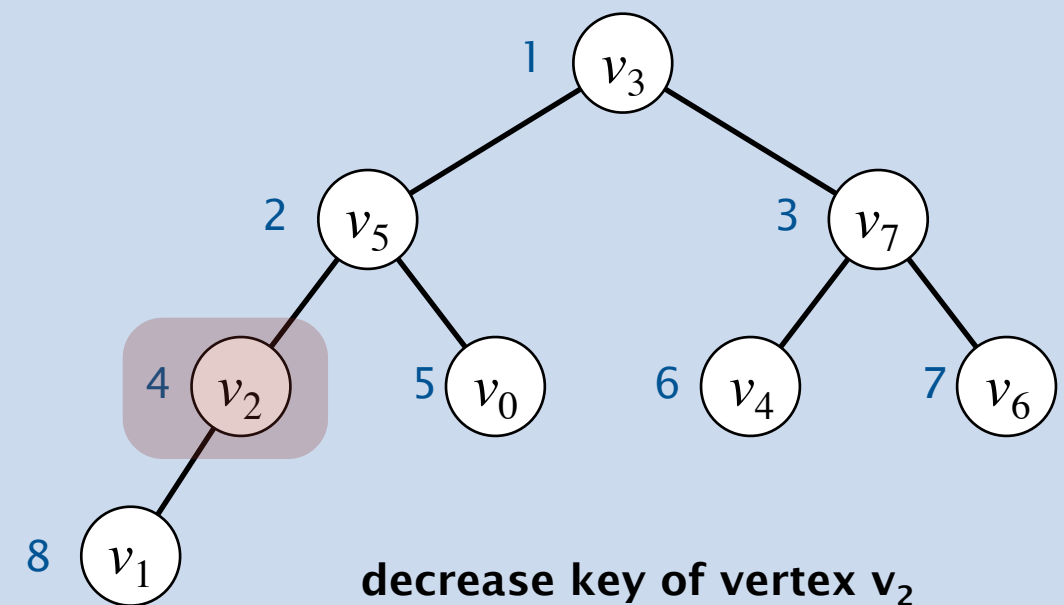 1 v₃
2 v₅ 3 v₇
4 v₂ 5 v₀ 6 v₄ 7 v₆
8 v₁
decrease key of vertex v₂